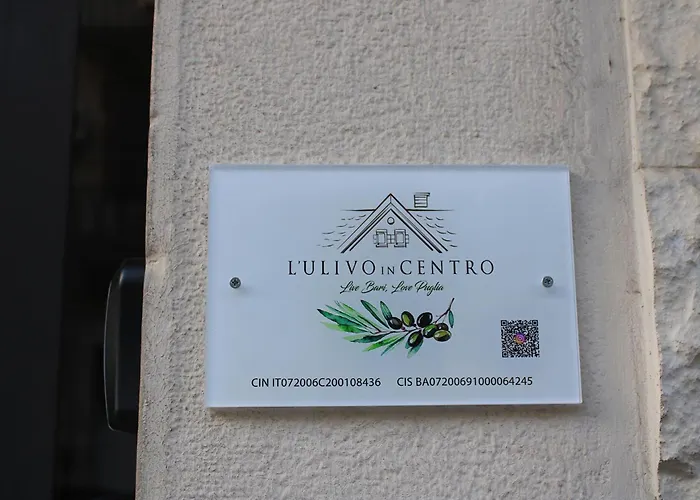 L'ULIVO IN CENTRO
Live Bari, Love Puglia
CIN IT072006C200108436 CIS BA07200691000064245